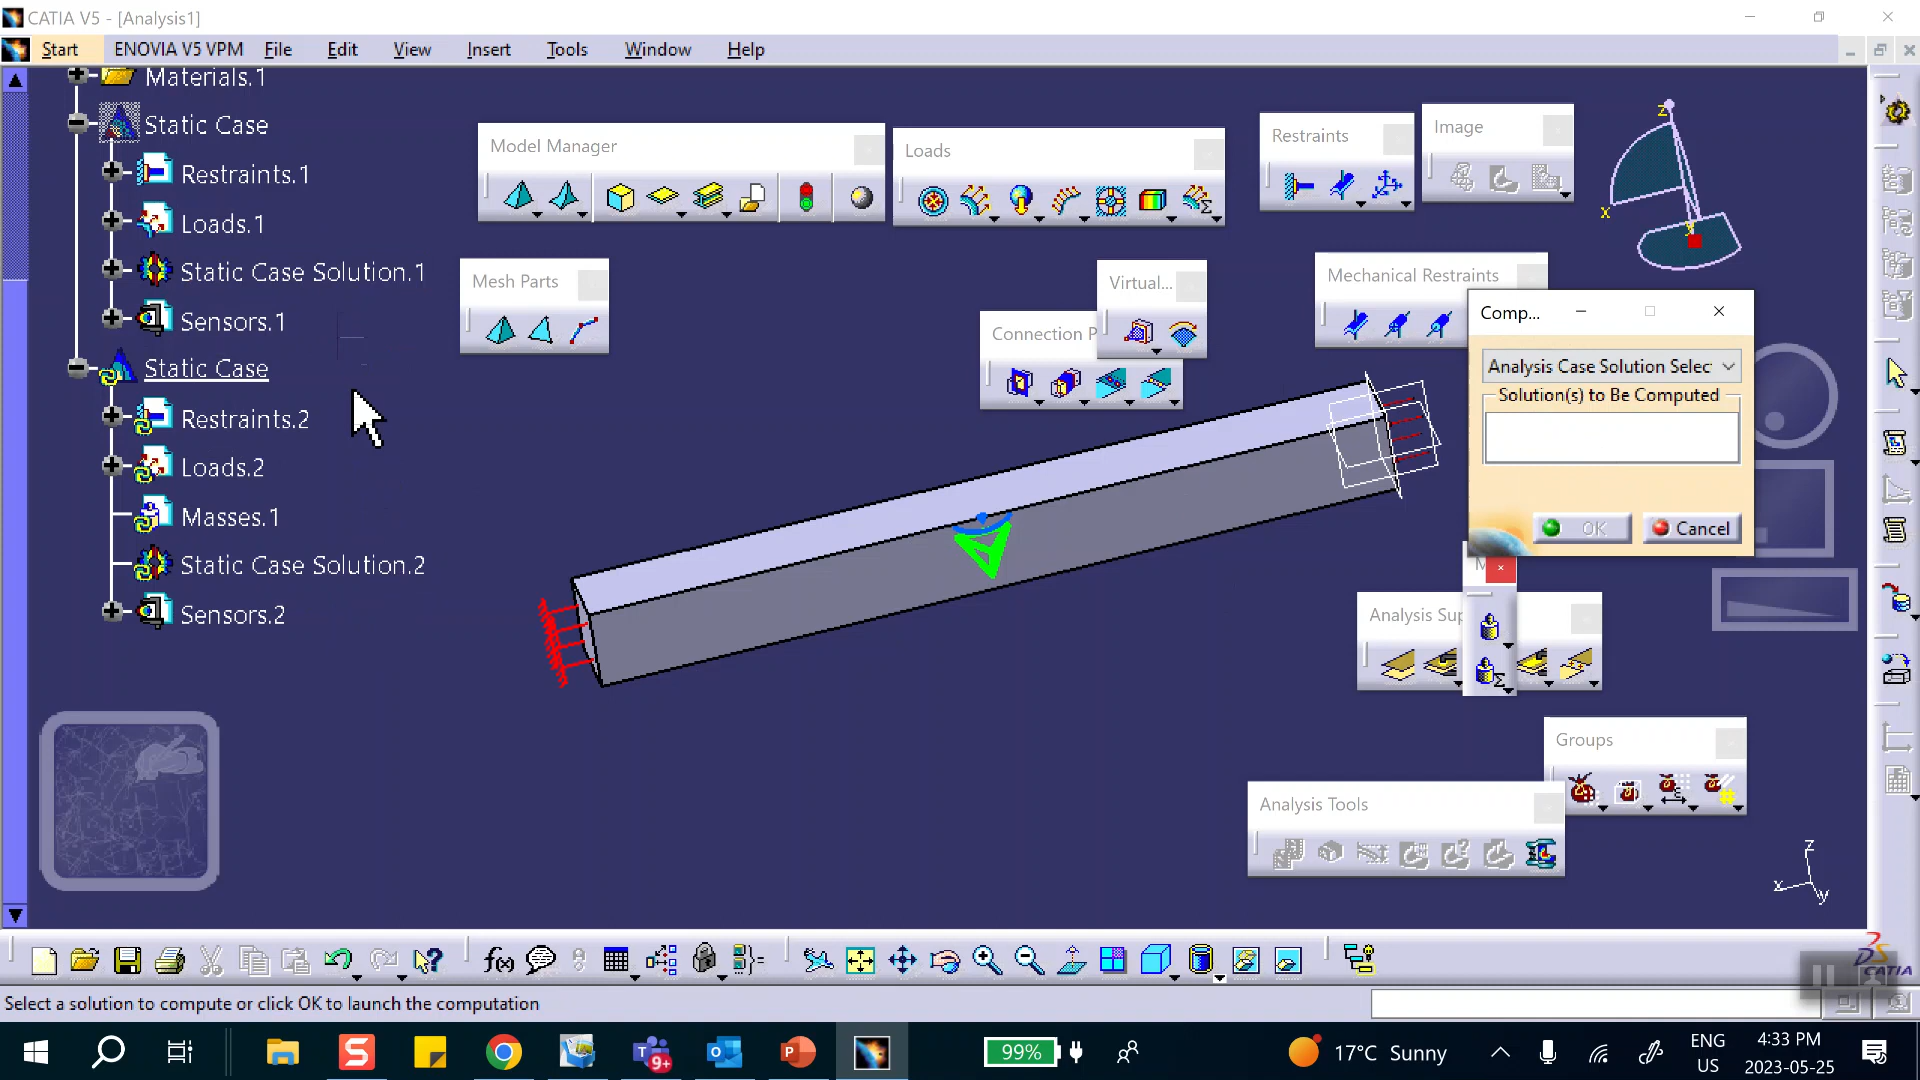 CATIA V5 - [Analysis1]
Start ENOVIA V5 VPM File Edit View Insert Tools Window Help
Materials.1
Static Case
Restraints.1
Loads.1
Static Case Solution.1
Sensors.1
Static Case
Restraints.2
Loads.2
Masses.1
Static Case Solution.2
Sensors.2
Model Manager
Loads
Restraints
Image
Mesh Parts
Connection P
Virtual...
Mechanical Restraints
z
x
y
Comp...
Analysis Case Solution Selec
Solution(s) to Be Computed
OK
Cancel
Analysis Sup
Groups
Analysis Tools
z
x
y
f(x)
CATIA
Select a solution to compute or click OK to launch the computation
9+
99%
17°C Sunny
ENG
US
4:33 PM
2023-05-25